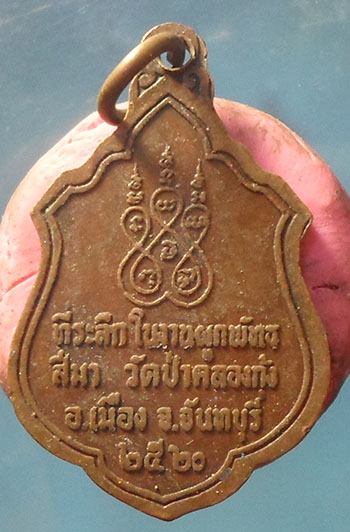 ที่ระลึกในงานผูกพัทธ
สีมา วัดป่าคลองกุ้ง
อ.เมือง จ.จันทบุรี
๒๕๒๐